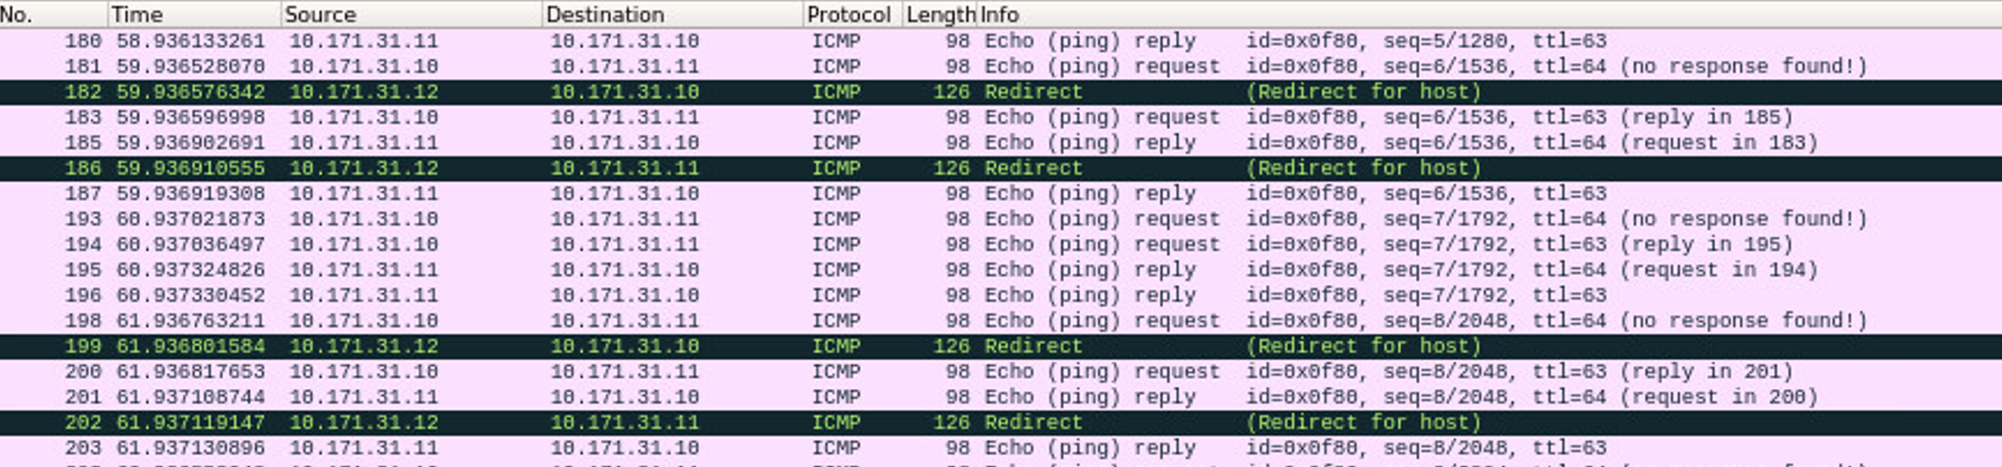 No. Time Source Destination Protocol Length Info
180 58.936133261 10.171.31.11 10.171.31.10 ICMP 98 Echo (ping) reply id=0x0f80, seq=5/1280, ttl=63
181 59.936528070 10.171.31.10 10.171.31.11 ICMP 98 Echo (ping) request id=0x0f80, seq=6/1536, ttl=64 (no response found!)
182 59.936576342 10.171.31.12 10.171.31.10 ICMP 126 Redirect (Redirect for host)
183 59.936596998 10.171.31.10 10.171.31.11 ICMP 98 Echo (ping) request id=0x0f80, seq=6/1536, ttl=63 (reply in 185)
185 59.936902691 10.171.31.11 10.171.31.10 ICMP 98 Echo (ping) reply id=0x0f80, seq=6/1536, ttl=64 (request in 183)
186 59.936910555 10.171.31.12 10.171.31.11 ICMP 126 Redirect (Redirect for host)
187 59.936919308 10.171.31.11 10.171.31.10 ICMP 98 Echo (ping) reply id=0x0f80, seq=6/1536, ttl=63
193 60.937021873 10.171.31.10 10.171.31.11 ICMP 98 Echo (ping) request id=0x0f80, seq=7/1792, ttl=64 (no response found!)
194 60.937036497 10.171.31.10 10.171.31.11 ICMP 98 Echo (ping) request id=0x0f80, seq=7/1792, ttl=63 (reply in 195)
195 60.937324826 10.171.31.11 10.171.31.10 ICMP 98 Echo (ping) reply id=0x0f80, seq=7/1792, ttl=64 (request in 194)
196 60.937330452 10.171.31.11 10.171.31.10 ICMP 98 Echo (ping) reply id=0x0f80, seq=7/1792, ttl=63
198 61.936763211 10.171.31.10 10.171.31.11 ICMP 98 Echo (ping) request id=0x0f80, seq=8/2048, ttl=64 (no response found!)
199 61.936801584 10.171.31.12 10.171.31.10 ICMP 126 Redirect (Redirect for host)
200 61.936817653 10.171.31.10 10.171.31.11 ICMP 98 Echo (ping) request id=0x0f80, seq=8/2048, ttl=63 (reply in 201)
201 61.937108744 10.171.31.11 10.171.31.10 ICMP 98 Echo (ping) reply id=0x0f80, seq=8/2048, ttl=64 (request in 200)
202 61.937119147 10.171.31.12 10.171.31.11 ICMP 126 Redirect (Redirect for host)
203 61.937130896 10.171.31.11 10.171.31.10 ICMP 98 Echo (ping) reply id=0x0f80, seq=8/2048, ttl=63